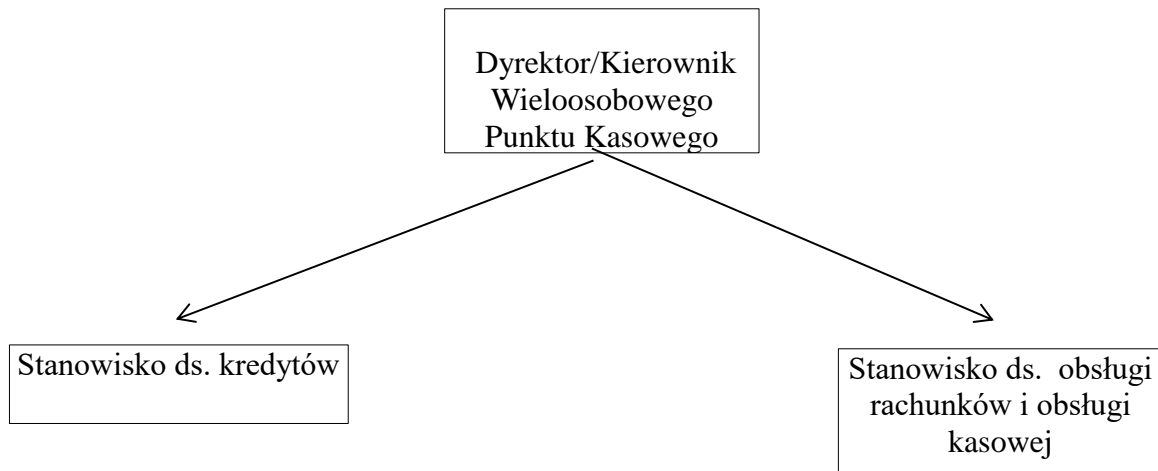 Dyrektor/Kierownik
Wieloosobowego
Punktu Kasowego
Stanowisko ds. kredytów
Stanowisko ds. obsługi
rachunków i obsługi
kasowej